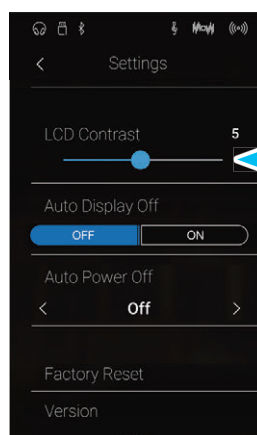 Settings
LCD Contrast 5
Auto Display Off
OFF ON
Auto Power Off
< Off >
Factory Reset
Version